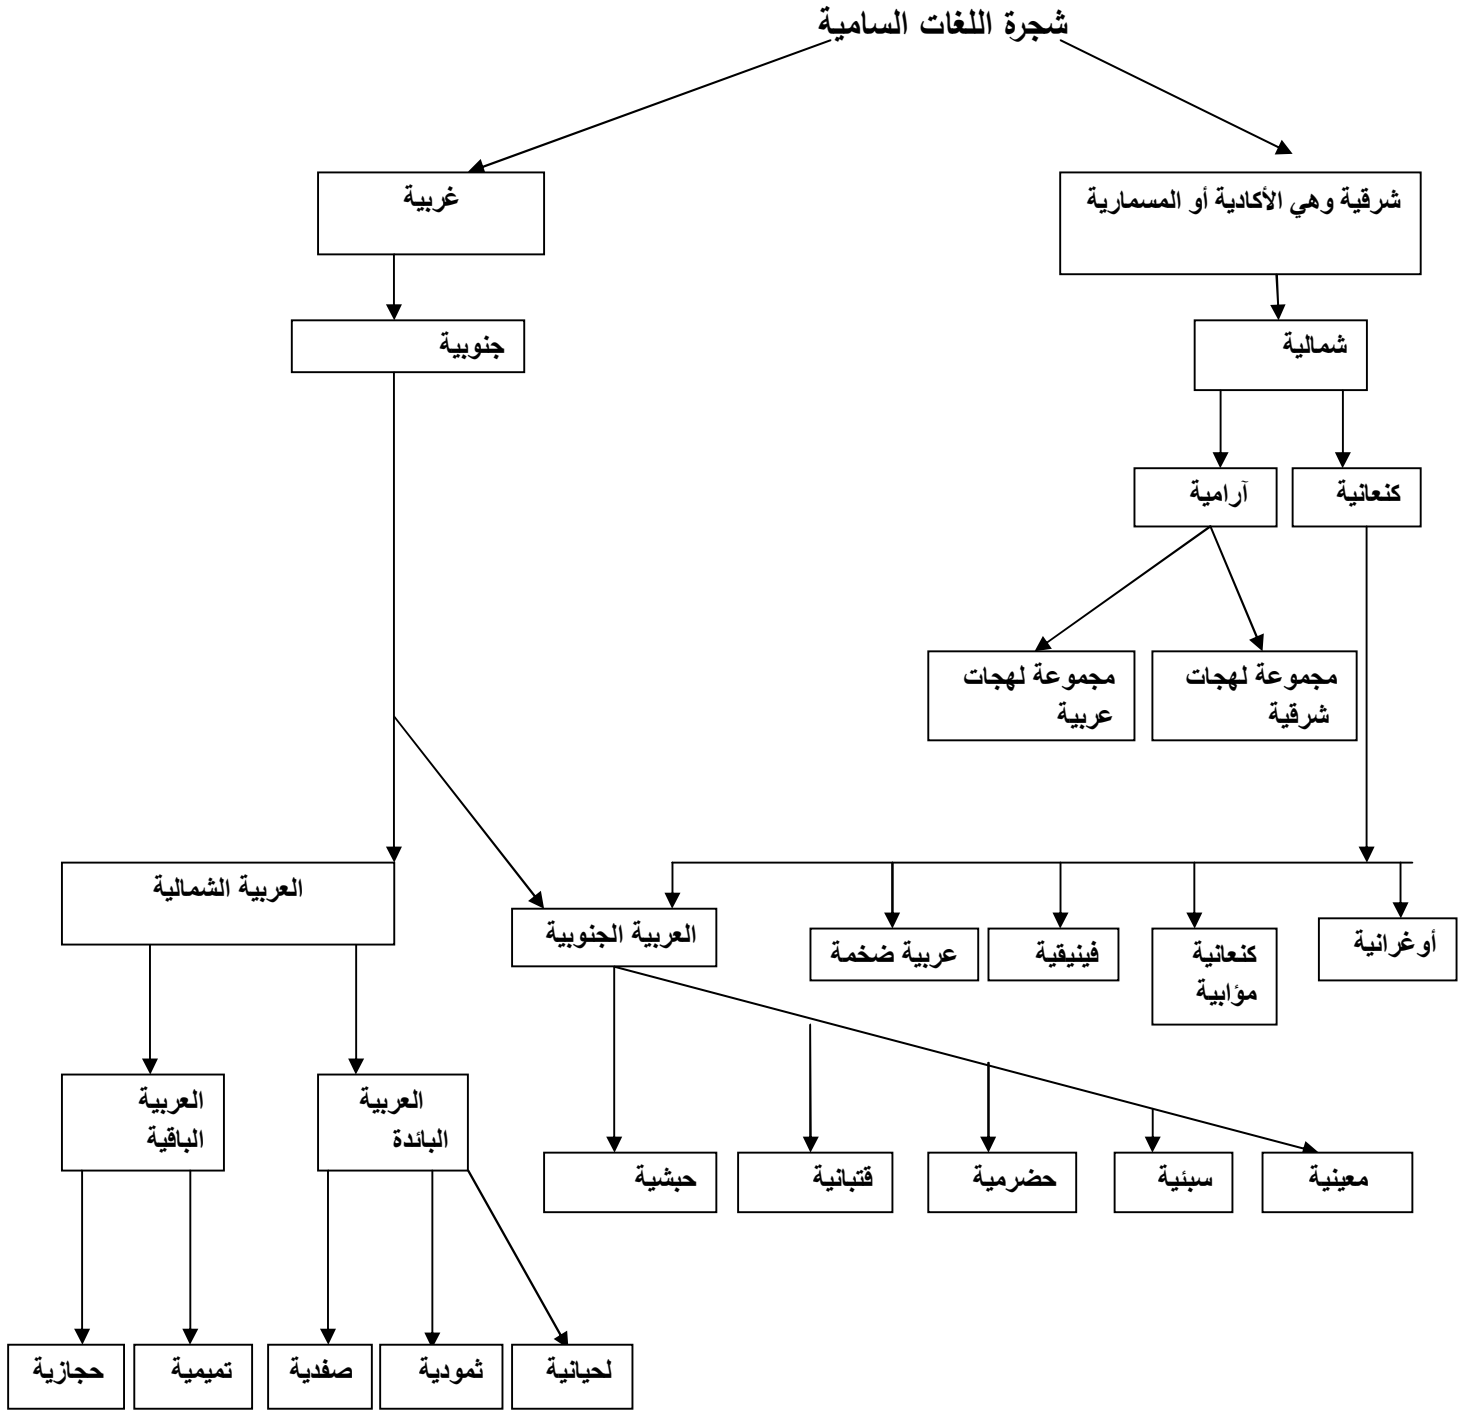 شجرة اللغات السامية
شرقية وهي الأكادية أو المسمارية
غربية
شمالية
جنوبية
كنعانية
آرامية
مجموعة لهجات
شرقية
مجموعة لهجات
عربية
العربية الشمالية
أوغرانية
كنعانية
مؤابية
فينيقية
عربية ضخمة
العربية الجنوبية
العربية
البائدة
العربية
الباقية
معينية
سبئية
حضرمية
قتبانية
حبشية
لحيانية
ثمودية
صفدية
تميمية
حجازية